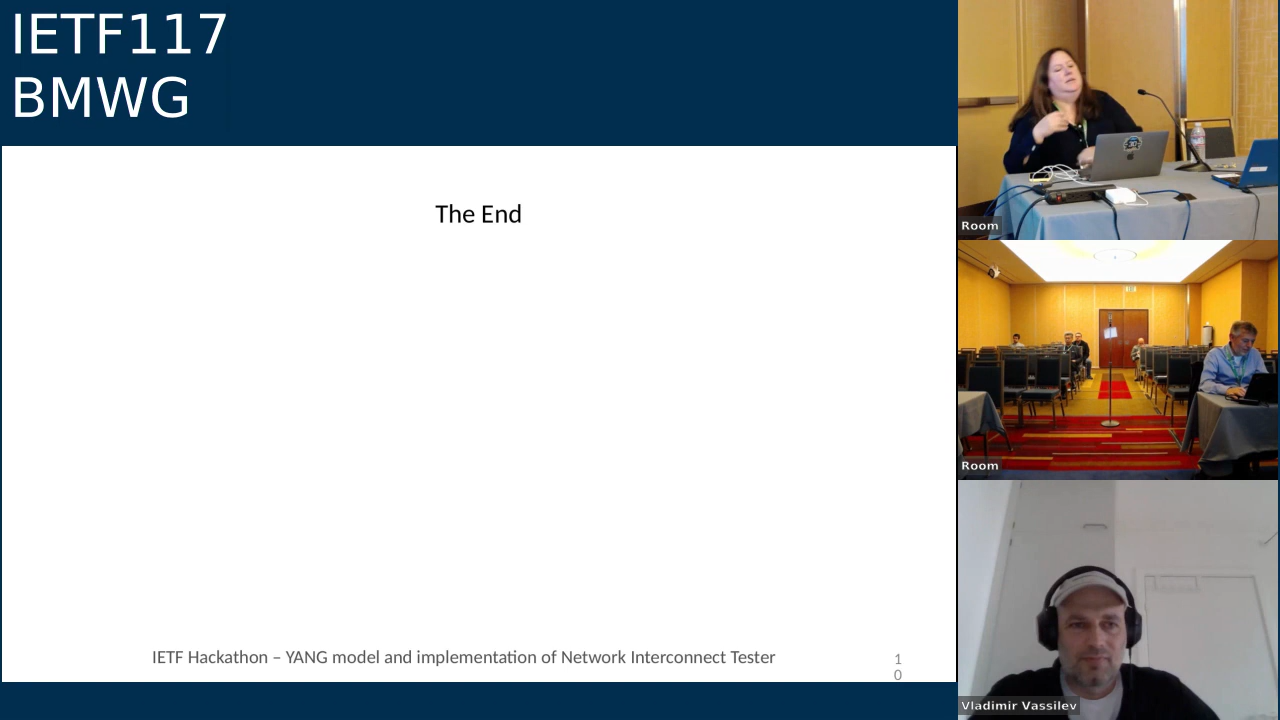 IETF117
BMWG
The End
IETF Hackathon – YANG model and implementation of Network Interconnect Tester
1
0
Room
Room
Vladimir Vassilev